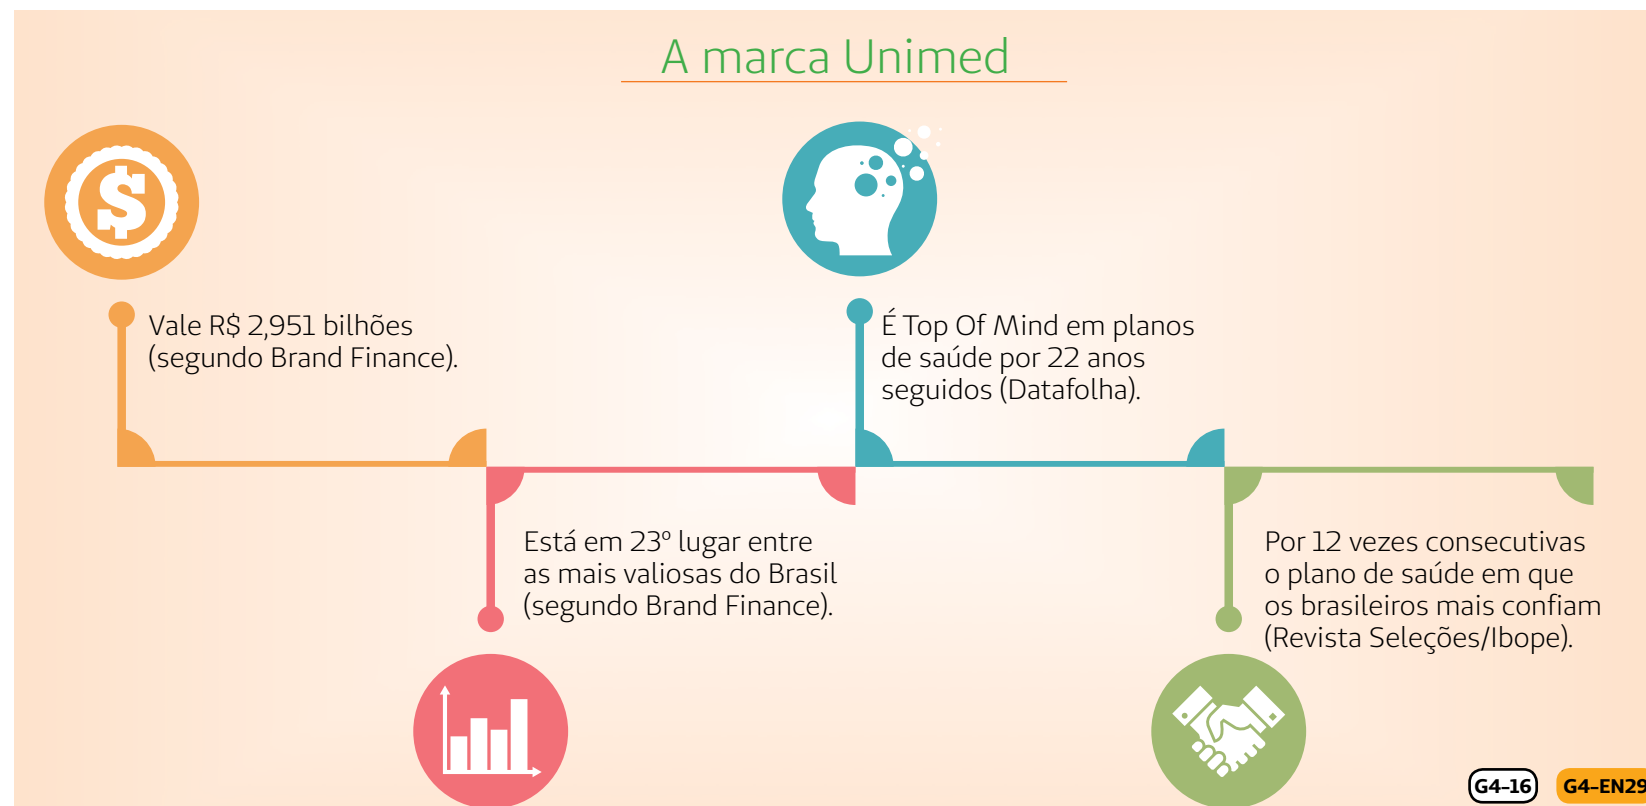 A marca Unimed
Vale R$ 2,951 bilhões
(segundo Brand Finance).
É Top Of Mind em planos
de saúde por 22 anos
seguidos (Datafolha).
Está em 23º lugar entre
as mais valiosas do Brasil
(segundo Brand Finance).
Por 12 vezes consecutivas
o plano de saúde em que
os brasileiros mais confiam
(Revista Seleções/Ibope).
G4-16
G4-EN29